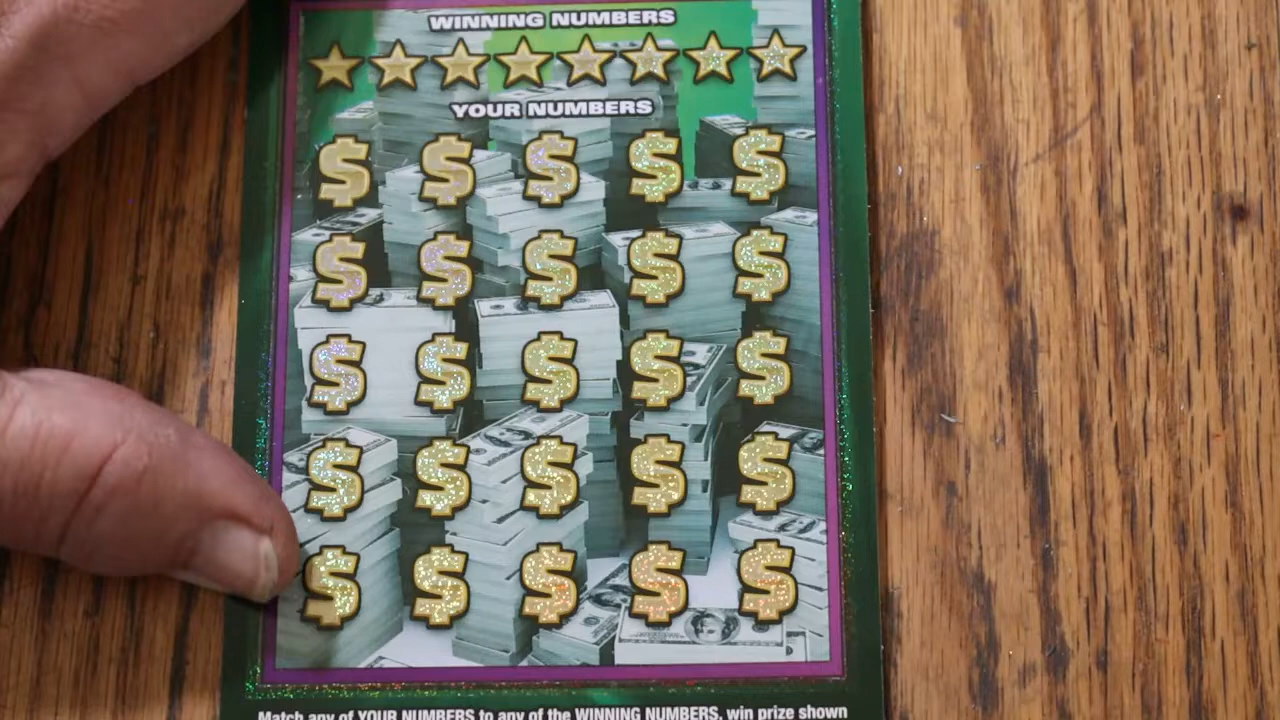 WINNING NUMBERS
YOUR NUMBERS
Match any of YOUR NUMBERS to any of the WINNING NUMBERS, win prize shown